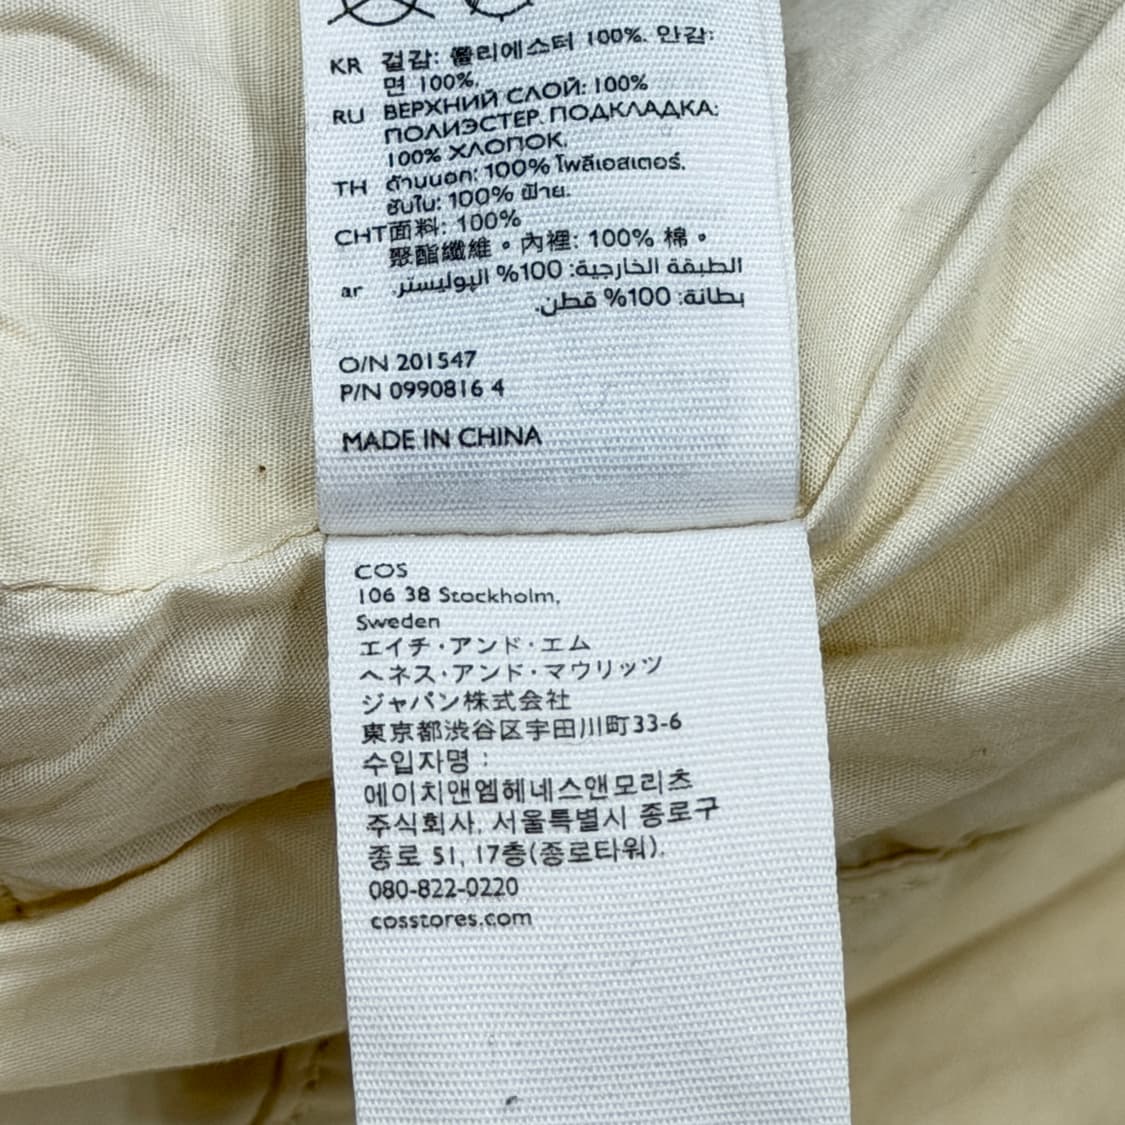 KR 겉감: 폴리에스터 100%. 안감:
면 100%.
RU ВЕРХНИЙ СЛОЙ: 100%
ПОЛИЭСТЕР. ПОДКЛАДКА:
100% ХЛОПОК.
TH ด้านนอก: 100% โพลีเอสเตอร์.
ซับใน: 100% ฝ้าย.
CHT面料: 100%
聚酯纖維。內裡: 100% 棉。
ar الطبقة الخارجية: 100% البوليستر.
بطانة: 100% قطن.
O/N 201547
P/N 0990816 4
MADE IN CHINA
COS
106 38 Stockholm,
Sweden
エイチ・アンド・エム
ヘネス・アンド・マウリッツ
ジャパン株式会社
東京都渋谷区宇田川町33-6
수입자명 :
에이치앤엠헤네스앤모리츠
주식회사, 서울특별시 종로구
종로 51, 17층(종로타워).
080-822-0220
cosstores.com